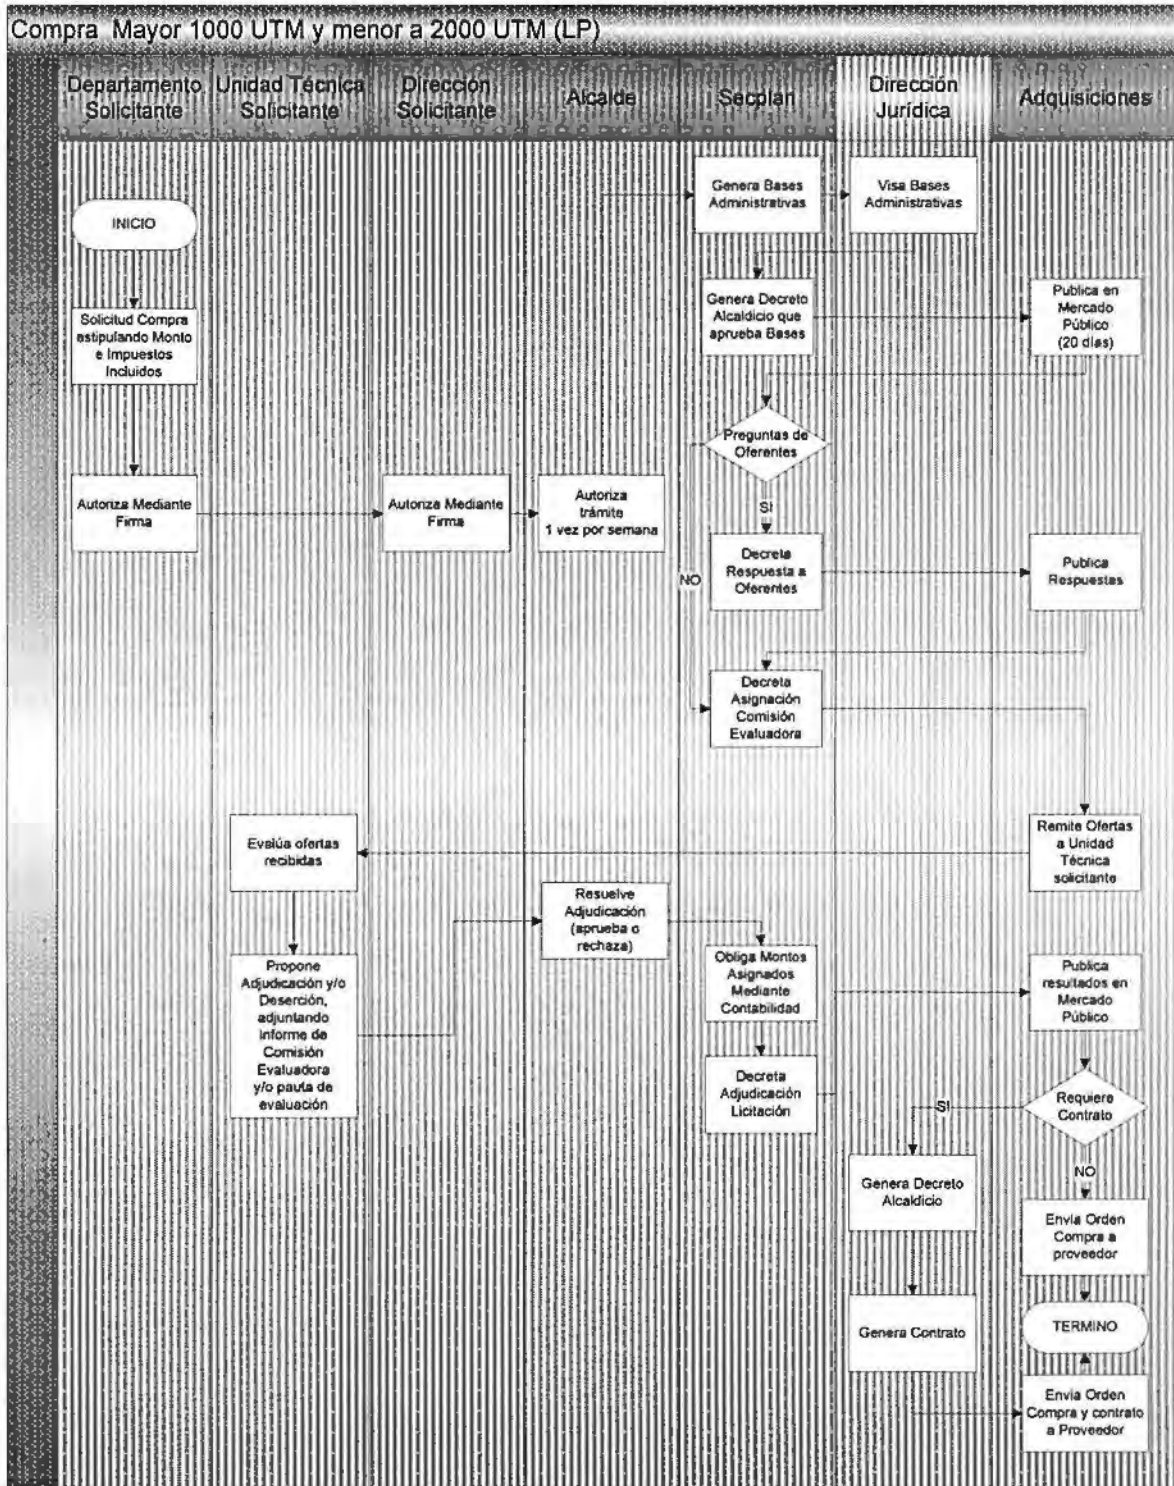 Compra Mayor 1000 UTM y menor a 2000 UTM (LP)
Departamento
Solicitante
Unidad Técnica
Solicitante
Dirección
Solicitante
Alcalde
Secplan
Dirección
Jurídica
Adquisiciones
INICIO
Solicitud Compra
estipulando Monto
e Impuestos
Incluidos
Autoriza Mediante
Firma
Autoriza Mediante
Firma
Autoriza
trámite
1 vez por semana
Genera Bases
Administrativas
Visa Bases
Administrativas
Genera Decreto
Alcaldicio que
aprueba Bases
Publica en
Mercado
Público
(20 días)
Preguntas de
Oferentes
SI
NO
Decreta
Respuesta a
Oferentes
Publica
Respuestas
Decreta
Asignación
Comisión
Evaluadora
Remite Ofertas
a Unidad
Técnica
solicitante
Evalúa ofertas
recibidas
Propone
Adjudicación y/o
Deserción,
adjuntando
Informe de
Comisión
Evaluadora
y/o pauta de
evaluación
Resuelve
Adjudicación
(aprueba o
rechaza)
Obliga Montos
Asignados
Mediante
Contabilidad
Decreta
Adjudicación
Licitación
Publica
resultados en
Mercado
Público
Requiere
Contrato
SI
NO
Genera Decreto
Alcaldicio
Genera Contrato
Envía Orden
Compra a
proveedor
TERMINO
Envia Orden
Compra y contrato
a Proveedor